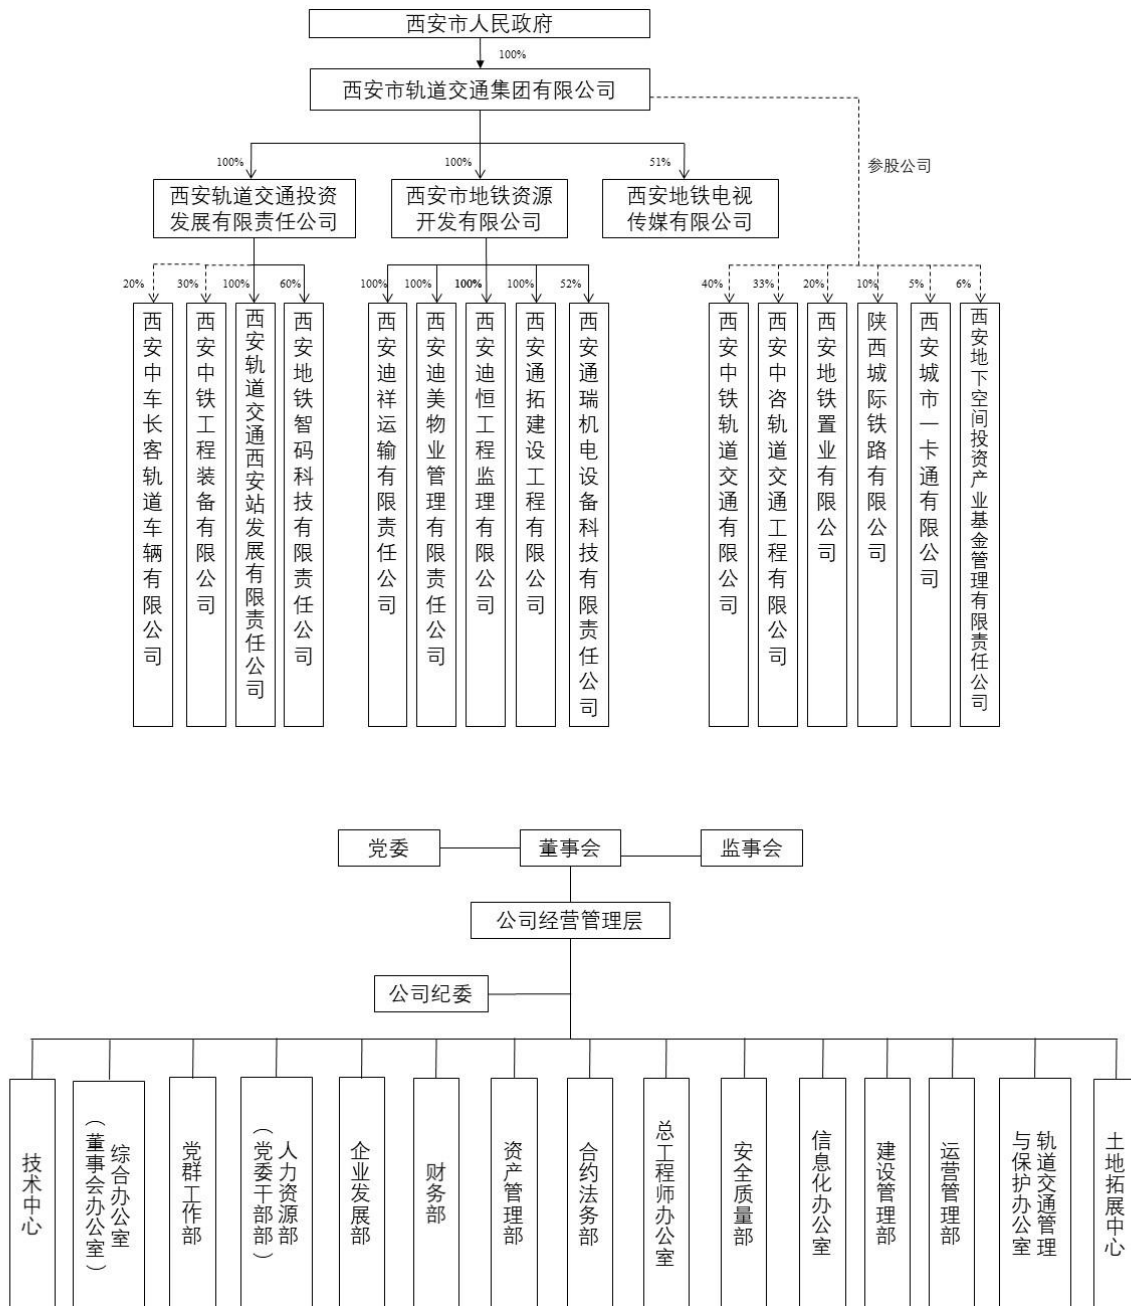 西安市人民政府
100%
西安市轨道交通集团有限公司
参股公司
100%
100%
51%
西安轨道交通投资
发展有限责任公司
西安市地铁资源
开发有限公司
西安地铁电视
传媒有限公司
20%
30%
100%
60%
100%
100%
100%
100%
52%
40%
33%
20%
10%
5%
6%
西安中车长客轨道车辆有限公司
西安中铁工程装备有限公司
西安轨道交通西安站发展有限责任公司
西安地铁智码科技有限责任公司
西安迪祥运输有限责任公司
西安迪美物业管理有限责任公司
西安迪恒工程监理有限公司
西安通拓建设工程有限公司
西安通瑞机电设备科技有限责任公司
西安中铁轨道交通有限公司
西安中咨轨道交通工程有限公司
西安地铁置业有限公司
陕西城际铁路有限公司
西安城市一卡通有限公司
西安地下空间投资产业基金管理有限责任公司
党委
董事会
监事会
公司经营管理层
公司纪委
技术中心
综合办公室
（董事会办公室）
党群工作部
人力资源部
（党委干部部）
企业发展部
财务部
资产管理部
合约法务部
总工程师办公室
安全质量部
信息化办公室
建设管理部
运营管理部
轨道交通管理
与保护办公室
土地拓展中心